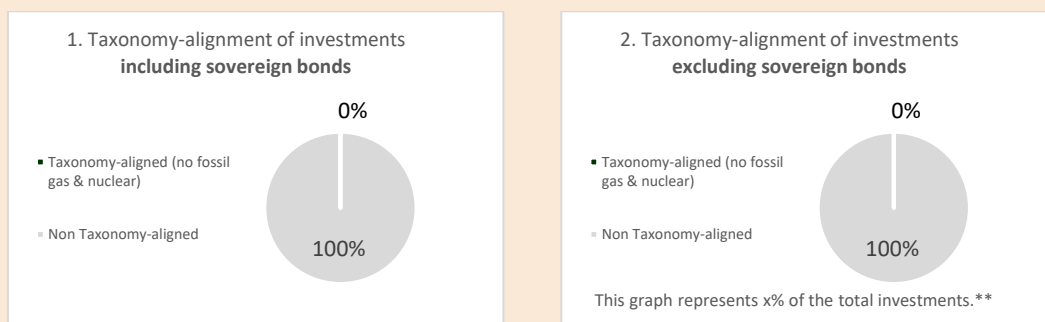 1. Taxonomy-alignment of investments
including sovereign bonds
0%
Taxonomy-aligned (no fossil
gas & nuclear)
Non Taxonomy-aligned
100%
2. Taxonomy-alignment of investments
excluding sovereign bonds
0%
Taxonomy-aligned (no fossil
gas & nuclear)
Non Taxonomy-aligned
100%
This graph represents x% of the total investments.**